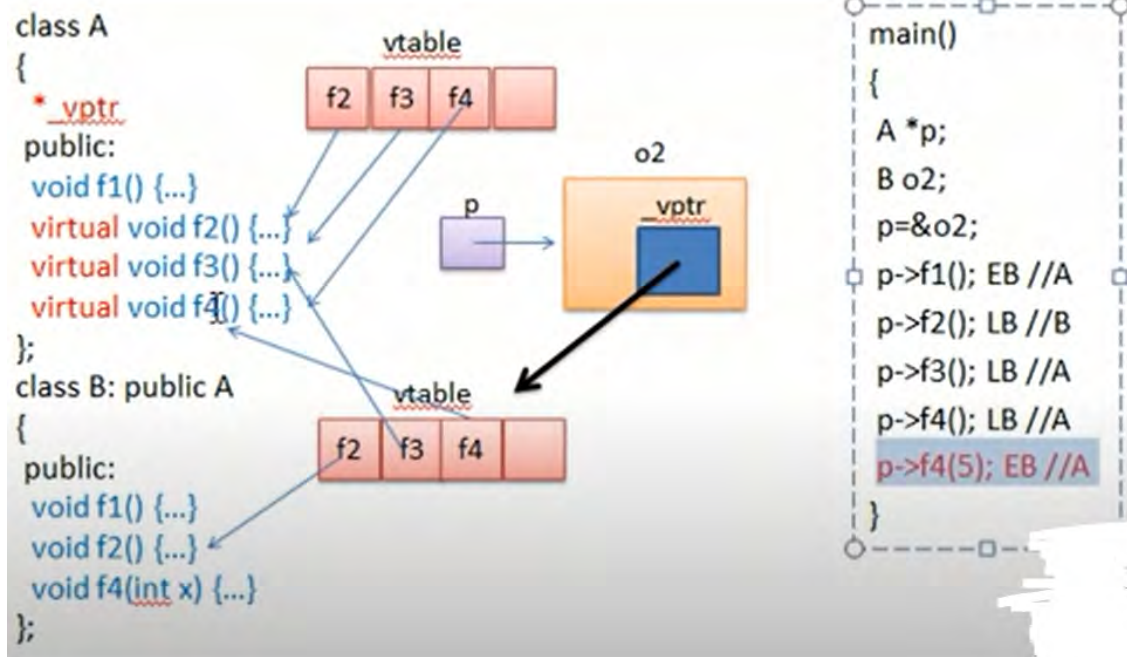 class A
{
* _vptr
public:
void f1() {...}
virtual void f2() {...}
virtual void f3() {...}
virtual void f4() {...}
};
class B: public A
{
public:
void f1() {...}
void f2() {...}
void f4(int x) {...}
};
vtable
f2 f3 f4
p
o2
_vptr
vtable
f2 f3 f4
main()
{
A *p;
B o2;
p=&o2;
p->f1(); EB //A
p->f2(); LB //B
p->f3(); LB //A
p->f4(); LB //A
p->f4(5); EB //A
}